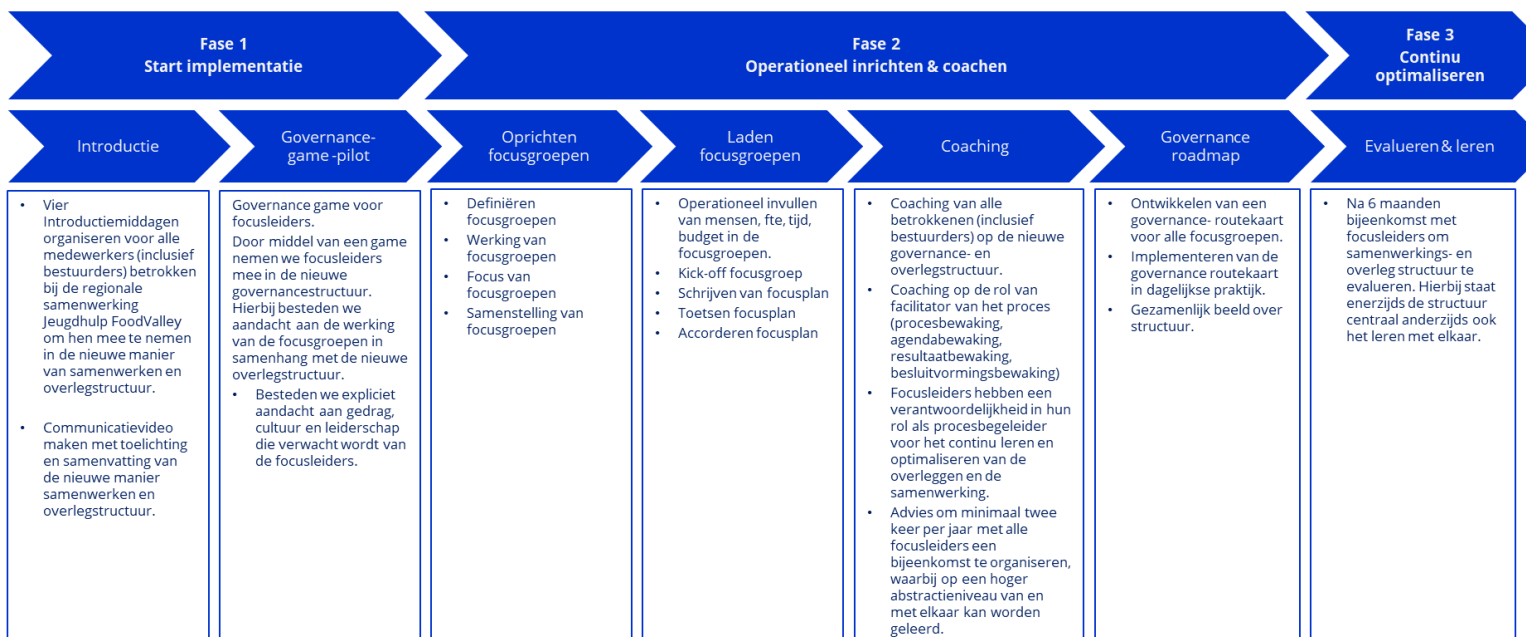 Fase 1
Start implementatie
Fase 2
Operationeel inrichten & coachen
Fase 3
Continu
optimaliseren
Introductie
Governance-
game -pilot
Oprichten
focusgroepen
Laden
focusgroepen
Coaching
Governance
roadmap
Evalueren & leren
• Vier
Introductiemiddagen
organiseren voor alle
medewerkers (inclusief
bestuurders) betrokken
bij de regionale
samenwerking
Jeugdhulp FoodValley
om hen mee te nemen
in de nieuwe manier
van samenwerken en
overlegstructuur.
• Communicatievideo
maken met toelichting
en samenvatting van
de nieuwe manier
samenwerken en
overlegstructuur.
Governance game voor
focusleiders.
Door middel van een game
nemen we focusleiders
mee in de nieuwe
governancestructuur.
Hierbij besteden we
aandacht aan de werking
van de focusgroepen in
samenhang met de nieuwe
overlegstructuur.
• Besteden we expliciet
aandacht aan gedrag,
cultuur en leiderschap
die verwacht wordt van
de focusleiders.
• Definiëren
focusgroepen
• Werking van
focusgroepen
• Focus van
focusgroepen
• Samenstelling van
focusgroepen
• Operationeel invullen
van mensen, fte, tijd,
budget in de
focusgroepen.
• Kick-off focusgroep
• Schrijven van focusplan
• Toetsen focusplan
• Accorderen focusplan
• Coaching van alle
betrokkenen (inclusief
bestuurders) op de nieuwe
governance- en
overlegstructuur.
• Coaching op de rol van
facilitator van het proces
(procesbewaking,
agendabewaking,
resultaatbewaking,
besluitvormingsbewaking)
• Focusleiders hebben een
verantwoordelijkheid in hun
rol als procesbegeleider
voor het continu leren en
optimaliseren van de
overleggen en de
samenwerking.
• Advies om minimaal twee
keer per jaar met alle
focusleiders een
bijeenkomst te organiseren,
waarbij op een hoger
abstractieniveau van en
met elkaar kan worden
geleerd.
• Ontwikkelen van een
governance- routekaart
voor alle focusgroepen.
• Implementeren van de
governance routekaart
in dagelijkse praktijk.
• Gezamenlijk beeld over
structuur.
• Na 6 maanden
bijeenkomst met
focusleiders om
samenwerkings- en
overleg structuur te
evalueren. Hierbij staat
enerzijds de structuur
centraal anderzijds ook
het leren met elkaar.